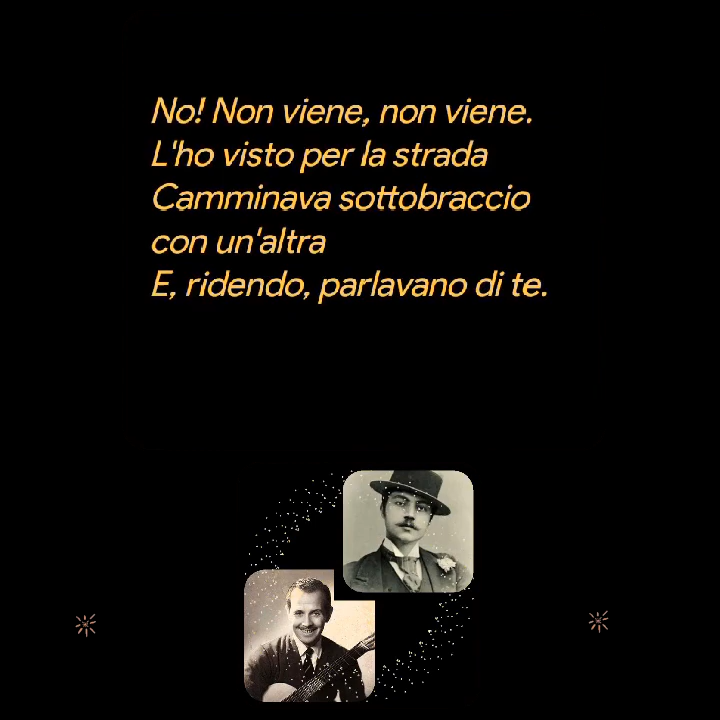 No! Non viene, non viene.
L'ho visto per la strada
Camminava sottobraccio
con un'altra
E, ridendo, parlavano di te.